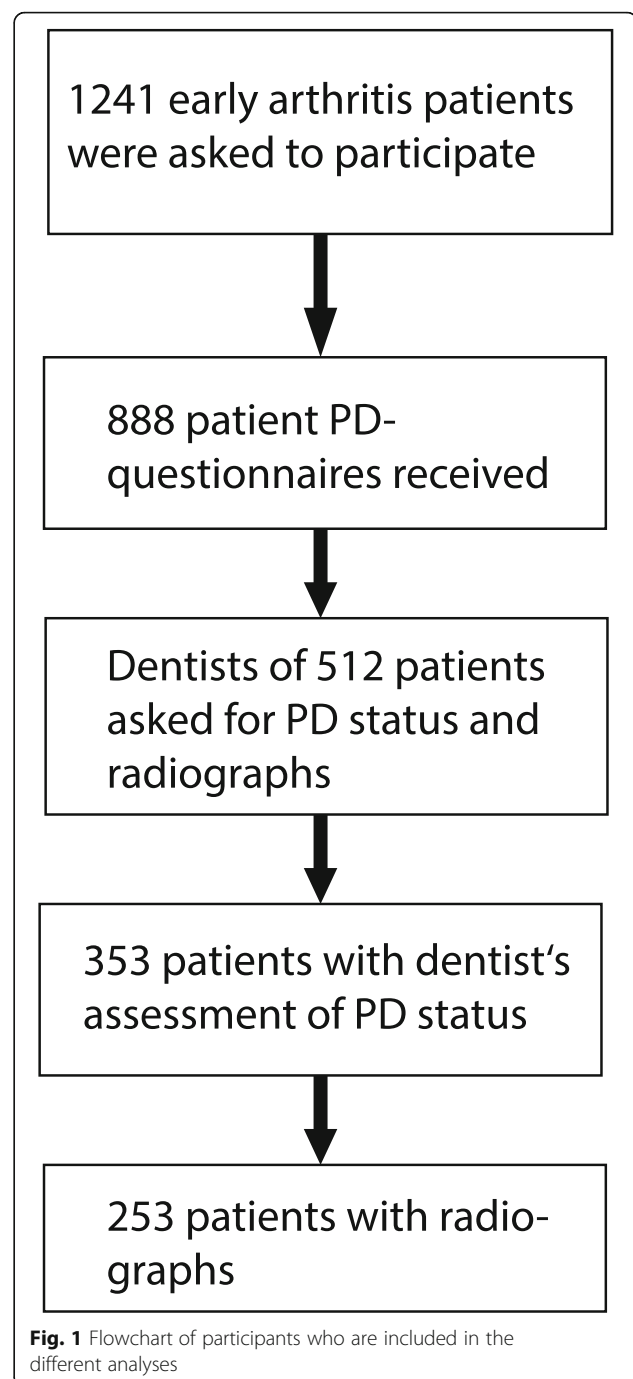 1241 early arthritis patients
were asked to participate
888 patient PD-
questionnaires received
Dentists of 512 patients
asked for PD status and
radiographs
353 patients with dentist‘s
assessment of PD status
253 patients with radio-
graphs
Fig. 1 Flowchart of participants who are included in the
different analyses